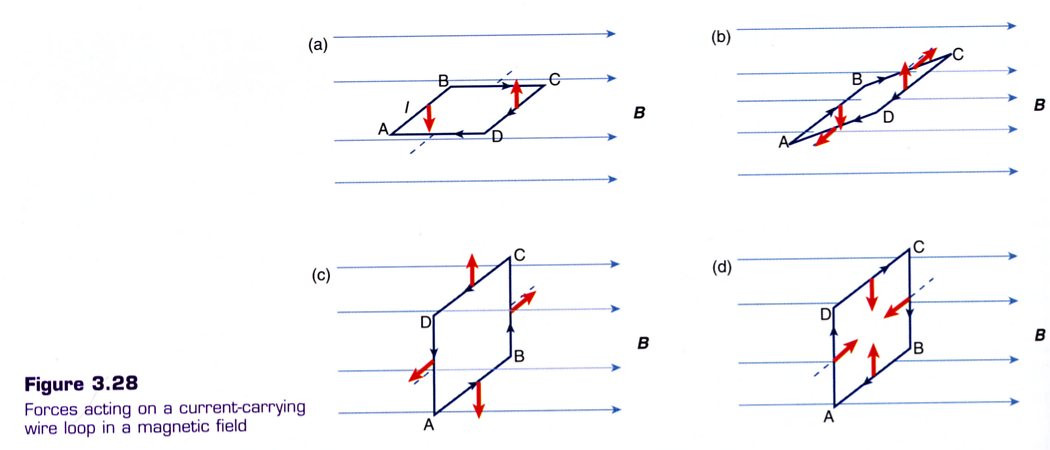 (a)
B
C
I
A
D
B
(b)
C
B
D
A
B
(c)
C
D
B
A
B
(d)
C
D
B
A
B
Figure 3.28
Forces acting on a current-carrying
wire loop in a magnetic field